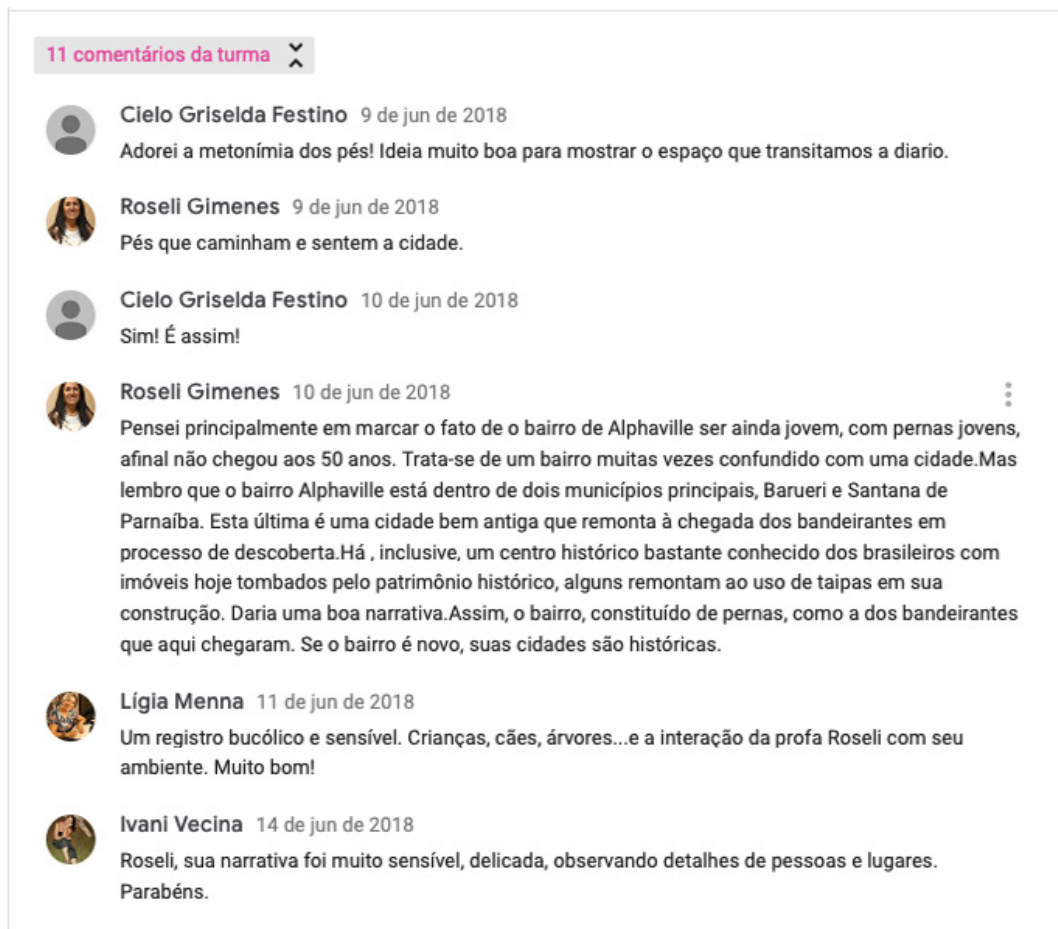 11 comentários da turma
Cielo Griselda Festino 9 de jun de 2018
Adorei a metonímia dos pés! Ideia muito boa para mostrar o espaço que transitamos a diario.
Roseli Gimenes 9 de jun de 2018
Pés que caminham e sentem a cidade.
Cielo Griselda Festino 10 de jun de 2018
Sim! É assim!
Roseli Gimenes 10 de jun de 2018
Pensei principalmente em marcar o fato de o bairro de Alphaville ser ainda jovem, com pernas jovens,
afinal não chegou aos 50 anos. Trata-se de um bairro muitas vezes confundido com uma cidade.Mas
lembro que o bairro Alphaville está dentro de dois municípios principais, Barueri e Santana de
Parnaíba. Esta última é uma cidade bem antiga que remonta à chegada dos bandeirantes em
processo de descoberta.Há , inclusive, um centro histórico bastante conhecido dos brasileiros com
imóveis hoje tombados pelo patrimônio histórico, alguns remontam ao uso de taipas em sua
construção. Daria uma boa narrativa.Assim, o bairro, constituído de pernas, como a dos bandeirantes
que aqui chegaram. Se o bairro é novo, suas cidades são históricas.
Lígia Menna 11 de jun de 2018
Um registro bucólico e sensível. Crianças, cães, árvores...e a interação da profa Roseli com seu
ambiente. Muito bom!
Ivani Vecina 14 de jun de 2018
Roseli, sua narrativa foi muito sensível, delicada, observando detalhes de pessoas e lugares.
Parabéns.